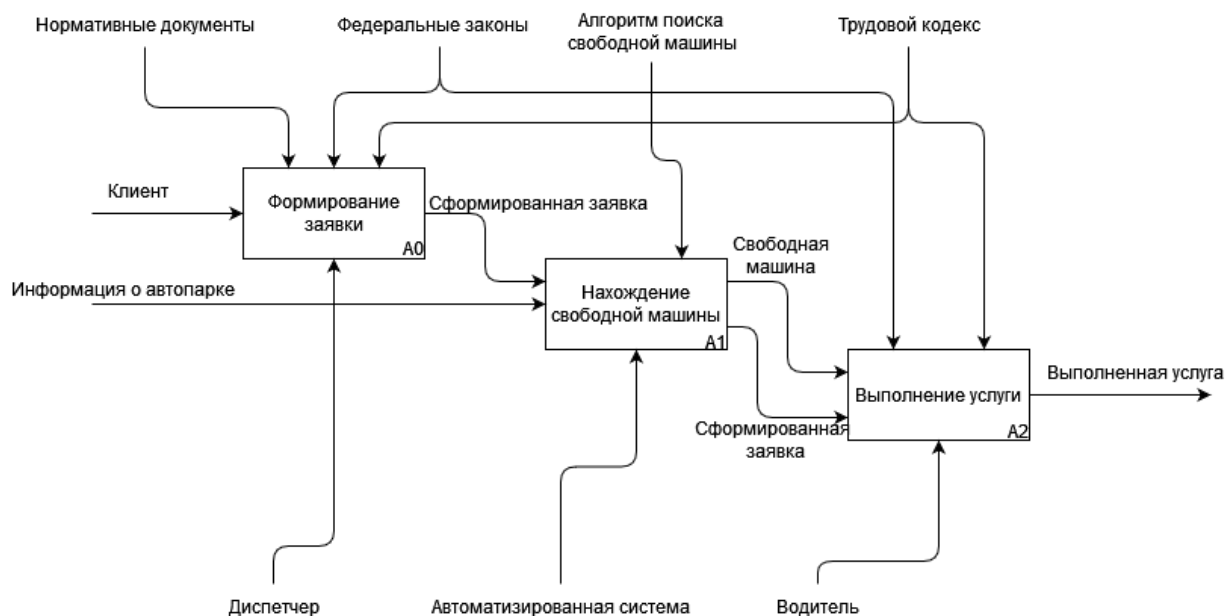 Нормативные документы
Федеральные законы
Алгоритм поиска
свободной машины
Трудовой кодекс
Клиент
Формирование
заявки
A0
Сформированная заявка
Информация о автопарке
Нахождение
свободной машины
A1
Свободная
машина
Сформированная
заявка
Выполнение услуги
A2
Выполненная услуга
Диспетчер
Автоматизированная система
Водитель